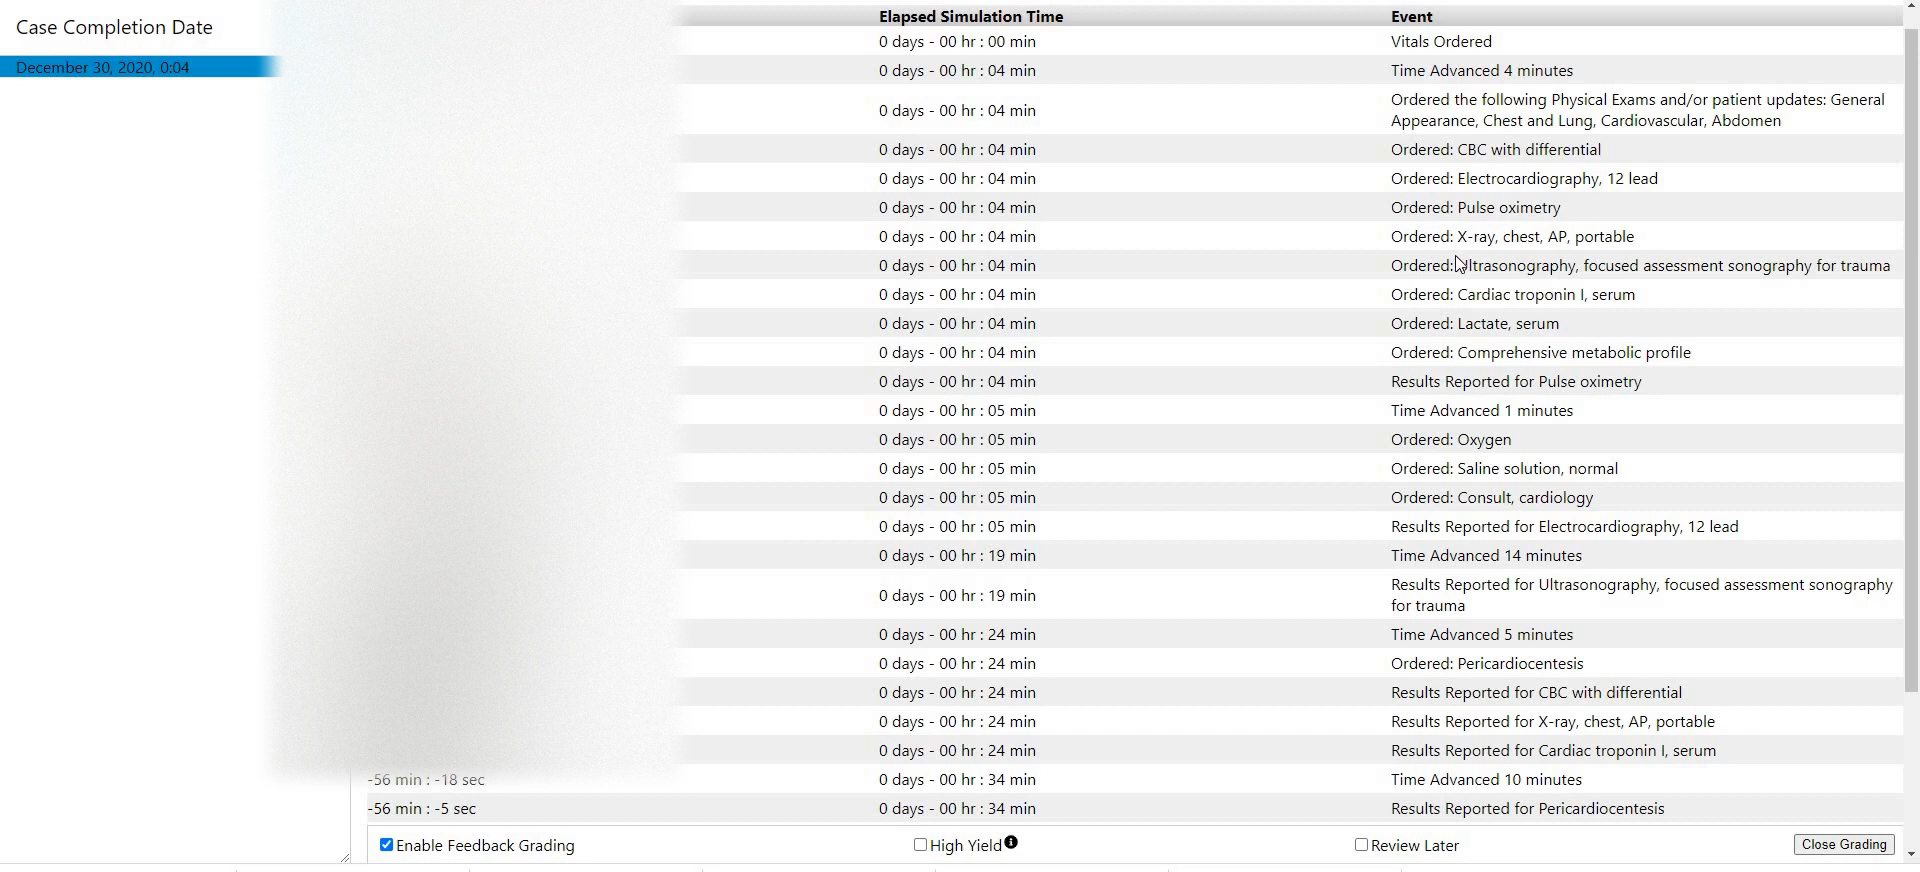 Case Completion Date
December 30, 2020, 0:04
Elapsed Simulation Time Event
0 days - 00 hr : 00 min Vitals Ordered
0 days - 00 hr : 04 min Time Advanced 4 minutes
0 days - 00 hr : 04 min Ordered the following Physical Exams and/or patient updates: General
Appearance, Chest and Lung, Cardiovascular, Abdomen
0 days - 00 hr : 04 min Ordered: CBC with differential
0 days - 00 hr : 04 min Ordered: Electrocardiography, 12 lead
0 days - 00 hr : 04 min Ordered: Pulse oximetry
0 days - 00 hr : 04 min Ordered: X-ray, chest, AP, portable
0 days - 00 hr : 04 min Ordered: Ultrasonography, focused assessment sonography for trauma
0 days - 00 hr : 04 min Ordered: Cardiac troponin I, serum
0 days - 00 hr : 04 min Ordered: Lactate, serum
0 days - 00 hr : 04 min Ordered: Comprehensive metabolic profile
0 days - 00 hr : 04 min Results Reported for Pulse oximetry
0 days - 00 hr : 05 min Time Advanced 1 minutes
0 days - 00 hr : 05 min Ordered: Oxygen
0 days - 00 hr : 05 min Ordered: Saline solution, normal
0 days - 00 hr : 05 min Ordered: Consult, cardiology
0 days - 00 hr : 05 min Results Reported for Electrocardiography, 12 lead
0 days - 00 hr : 19 min Time Advanced 14 minutes
0 days - 00 hr : 19 min Results Reported for Ultrasonography, focused assessment sonography
for trauma
0 days - 00 hr : 24 min Time Advanced 5 minutes
0 days - 00 hr : 24 min Ordered: Pericardiocentesis
0 days - 00 hr : 24 min Results Reported for CBC with differential
0 days - 00 hr : 24 min Results Reported for X-ray, chest, AP, portable
0 days - 00 hr : 24 min Results Reported for Cardiac troponin I, serum
-56 min : -18 sec 0 days - 00 hr : 34 min Time Advanced 10 minutes
-56 min : -5 sec 0 days - 00 hr : 34 min Results Reported for Pericardiocentesis
Enable Feedback Grading High Yield Review Later Close Grading